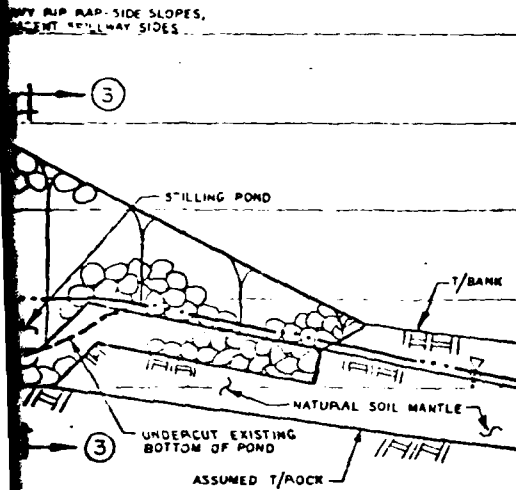 RIP RAP-SIDE SLOPES,
SPILLWAY SIDES
3
STILLING POND
T/BANK
NATURAL SOIL MANTLE
3
UNDERCUT EXISTING
BOTTOM OF POND
ASSUMED T/ROCK